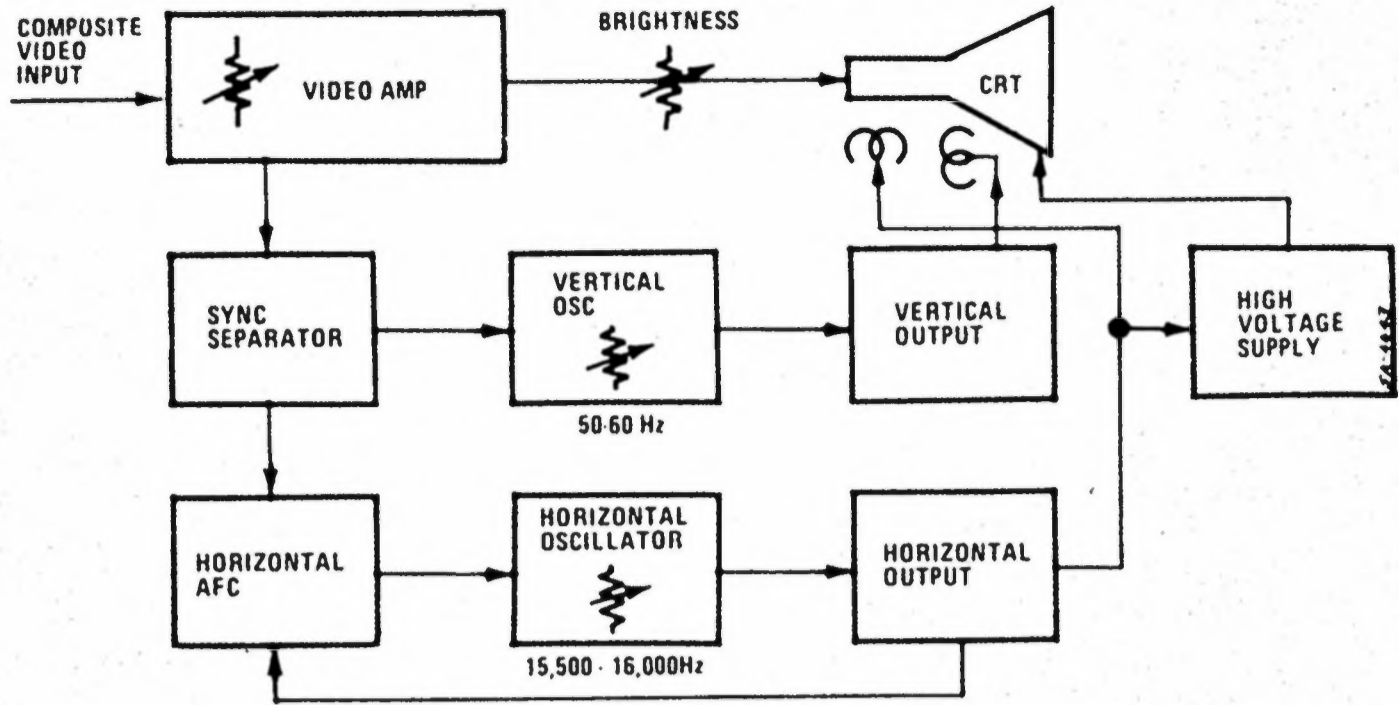 COMPOSITE
VIDEO
INPUT
VIDEO AMP
BRIGHTNESS
CRT
SYNC
SEPARATOR
VERTICAL
OSC
50-60 Hz
VERTICAL
OUTPUT
HIGH
VOLTAGE
SUPPLY
HORIZONTAL
AFC
HORIZONTAL
OSCILLATOR
15,500 - 16,000Hz
HORIZONTAL
OUTPUT